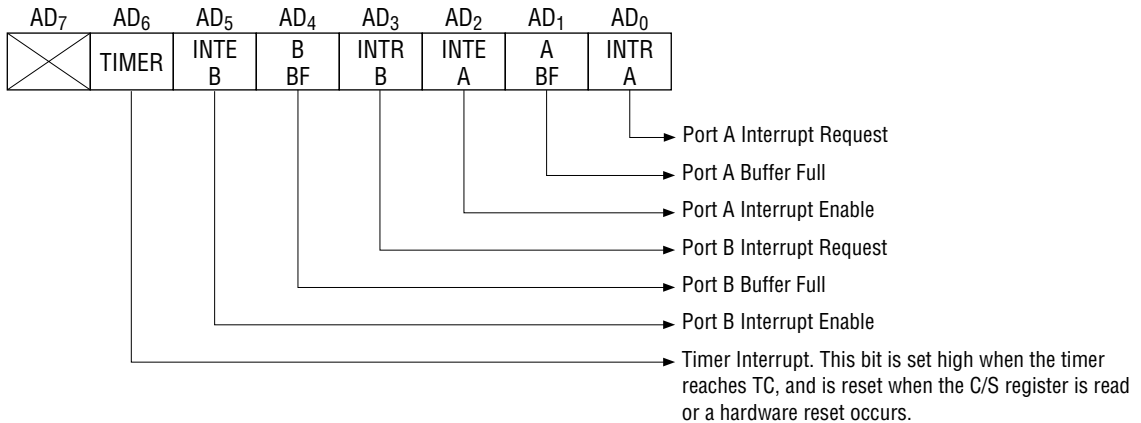 AD7 AD6 AD5 AD4 AD3 AD2 AD1 AD0
TIMER
INTE B
B BF
INTR B
INTE A
A BF
INTR A
Port A Interrupt Request
Port A Buffer Full
Port A Interrupt Enable
Port B Interrupt Request
Port B Buffer Full
Port B Interrupt Enable
Timer Interrupt. This bit is set high when the timer
reaches TC, and is reset when the C/S register is read
or a hardware reset occurs.